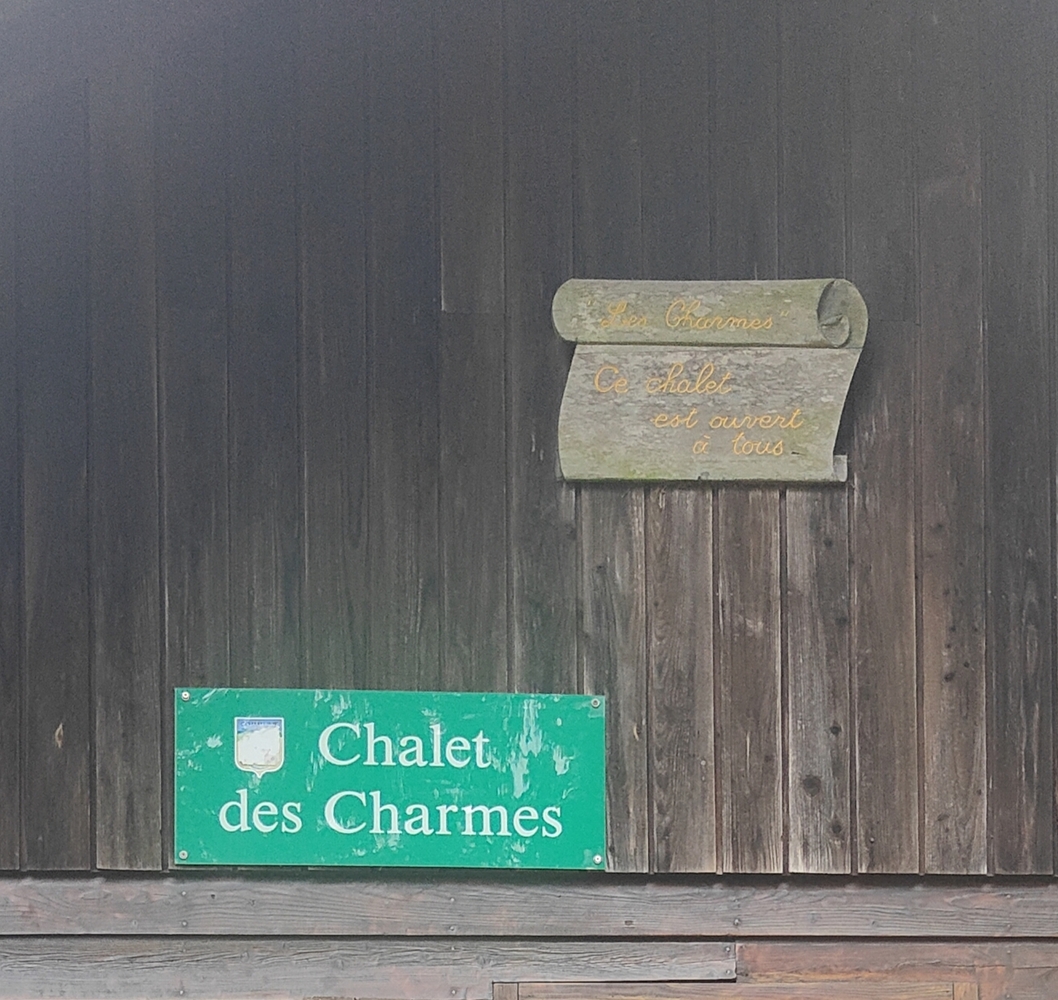 "Les Charmes"
Ce chalet
est ouvert
à tous
Chalet
des Charmes